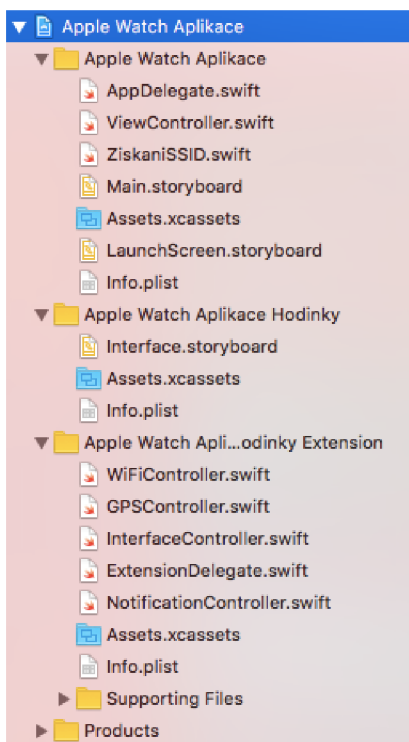 Apple Watch Aplikace
Apple Watch Aplikace
AppDelegate.swift
ViewController.swift
ZiskaniSSID.swift
Main.storyboard
Assets.xcassets
LaunchScreen.storyboard
Info.plist
Apple Watch Aplikace Hodinky
Interface.storyboard
Assets.xcassets
Info.plist
Apple Watch Apli...odinky Extension
WiFiController.swift
GPSController.swift
InterfaceController.swift
ExtensionDelegate.swift
NotificationController.swift
Assets.xcassets
Info.plist
Supporting Files
Products